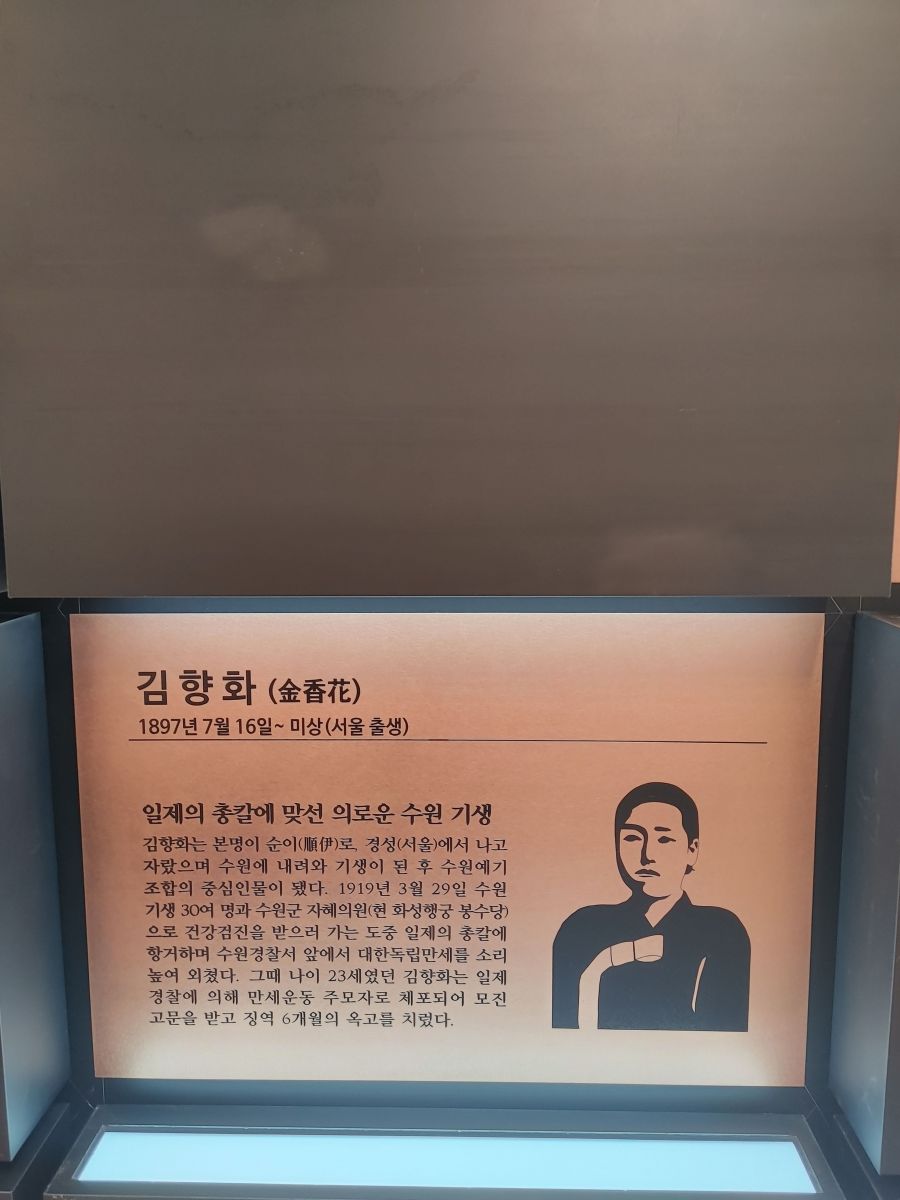 김향화 (金香花)
1897년 7월 16일~ 미상(서울 출생)
일제의 총칼에 맞선 의로운 수원 기생
김향화는 본명이 순이(順伊)로, 경성(서울)에서 나고
자랐으며 수원에 내려와 기생이 된 후 수원예기
조합의 중심인물이 됐다. 1919년 3월 29일 수원
기생 30여 명과 수원군 자혜의원(현 화성행궁 봉수당)
으로 건강검진을 받으러 가는 도중 일제의 총칼에
항거하며 수원경찰서 앞에서 대한독립만세를 소리
높여 외쳤다. 그때 나이 23세였던 김향화는 일제
경찰에 의해 만세운동 주모자로 체포되어 모진
고문을 받고 징역 6개월의 옥고를 치렀다.